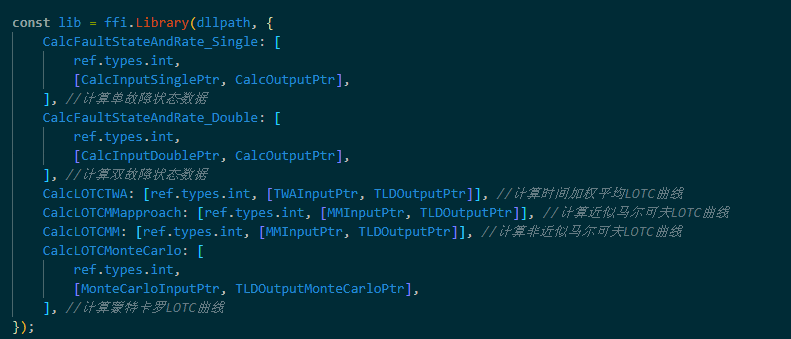 const lib = ffi.Library(dllpath, {
    CalcFaultStateAndRate_Single: [
        ref.types.int,
        [CalcInputSinglePtr, CalcOutputPtr],
    ], //计算单故障状态数据
    CalcFaultStateAndRate_Double: [
        ref.types.int,
        [CalcInputDoublePtr, CalcOutputPtr],
    ], //计算双故障状态数据
    CalcLOTCTWA: [ref.types.int, [TWAInputPtr, TLDOutputPtr]], //计算时间加权平均LOTC曲线
    CalcLOTCMMapproach: [ref.types.int, [MMInputPtr, TLDOutputPtr]], //计算近似马尔可夫LOTC曲线
    CalcLOTCMM: [ref.types.int, [MMInputPtr, TLDOutputPtr]], //计算非近似马尔可夫LOTC曲线
    CalcLOTCMonteCarlo: [
        ref.types.int,
        [MonteCarloInputPtr, TLDOutputMonteCarloPtr],
    ], //计算蒙特卡罗LOTC曲线
});